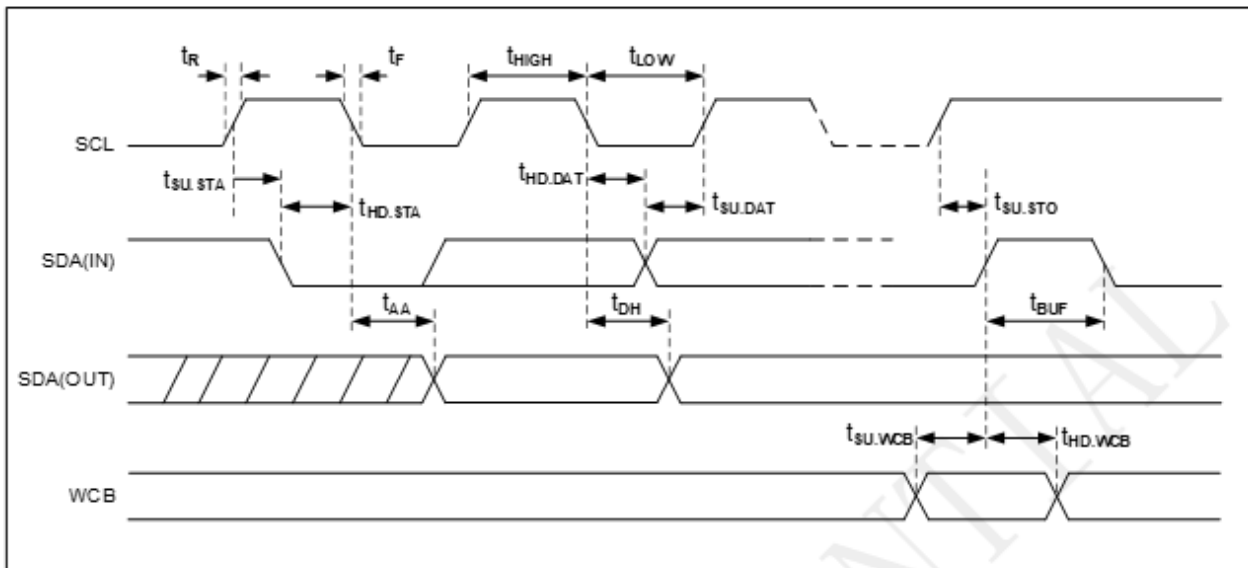 tR
tF
tHIGH
tLOW
SCL
tSU.STA
tHD.STA
tHD.DAT
tSU.DAT
tSU.STO
SDA(IN)
tAA
tDH
tBUF
SDA(OUT)
tSU.WCB
tHD.WCB
WCB
NTIAL